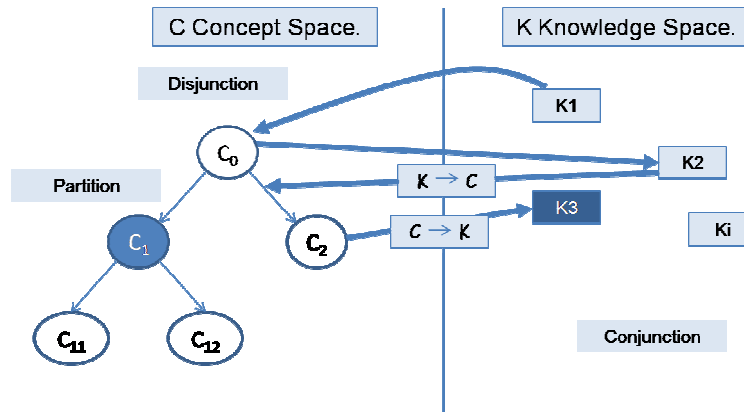 C Concept Space.
K Knowledge Space.
Disjunction
K1
C0
K2
Partition
K → C
K3
C1
C2
C → K
Ki
C11
C12
Conjunction